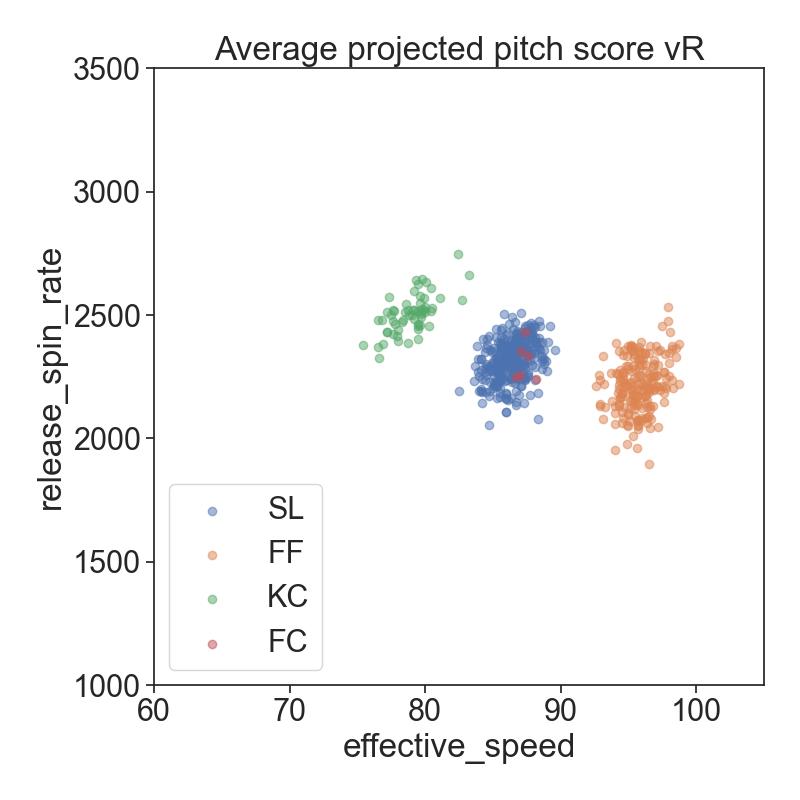 Average projected pitch score vR
3500
3000
2500
2000
1500
1000
release_spin_rate
SL
FF
KC
FC
60 70 80 90 100
effective_speed